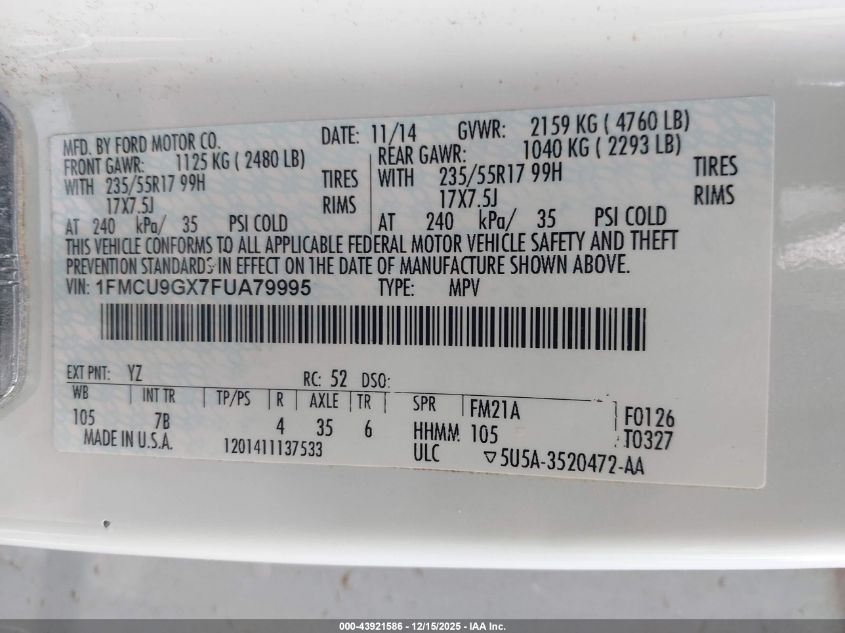 MFD. BY FORD MOTOR CO. DATE: 11/14 GVWR: 2159 KG ( 4760 LB)
FRONT GAWR: 1125 KG ( 2480 LB) REAR GAWR: 1040 KG ( 2293 LB)
WITH 235/55R17 99H TIRES WITH 235/55R17 99H TIRES
17X7.5J RIMS 17X7.5J RIMS
AT 240 kPa/ 35 PSI COLD AT 240 kPa/ 35 PSI COLD
THIS VEHICLE CONFORMS TO ALL APPLICABLE FEDERAL MOTOR VEHICLE SAFETY AND THEFT
PREVENTION STANDARDS IN EFFECT ON THE DATE OF MANUFACTURE SHOWN ABOVE.
VIN: 1FMCU9GX7FUA79995 TYPE: MPV
EXT PNT: YZ RC: 52 DSO:
WB INT TR TP/PS R AXLE TR SPR FM21A F0126
105 7B 4 35 6 HHMM 105 T0327
MADE IN U.S.A. 1201411137533 ULC ▽5U5A-3520472-AA
000-43921586 - 12/15/2025 - IAA Inc.